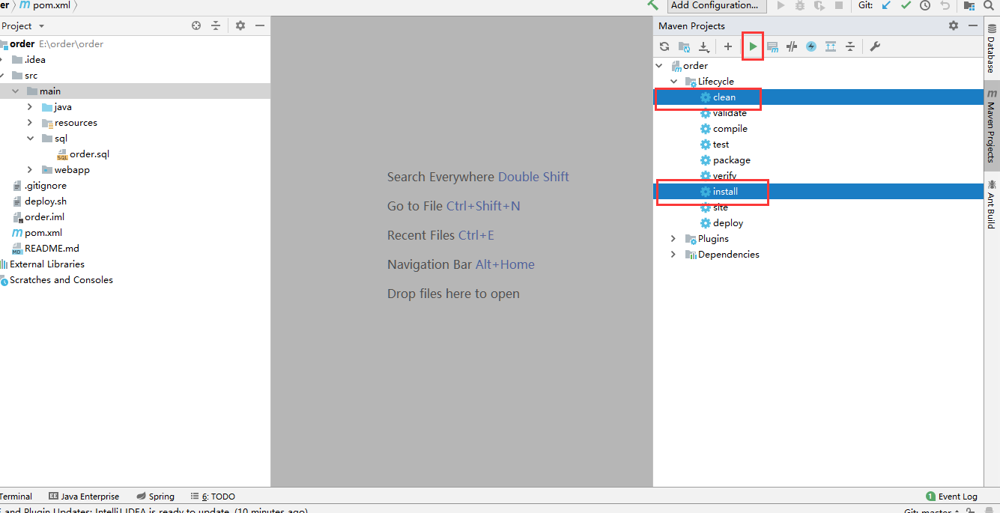 er pom.xml
Add Configuration...
Git:
Project
order E:\order\order
.idea
src
main
java
resources
sql
order.sql
webapp
.gitignore
deploy.sh
order.iml
pom.xml
README.md
External Libraries
Scratches and Consoles
Search Everywhere Double Shift
Go to File Ctrl+Shift+N
Recent Files Ctrl+E
Navigation Bar Alt+Home
Drop files here to open
Maven Projects
order
Lifecycle
clean
validate
compile
test
package
verify
install
site
deploy
Plugins
Dependencies
Database
Maven Projects
Ant Build
Terminal
Java Enterprise
Spring
6: TODO
1 Event Log
E and Plugin Updates: IntelliJ IDEA is ready to update. (10 minutes ago)
Git: master